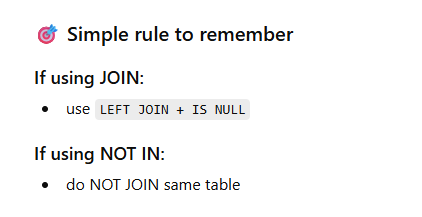 🎯 Simple rule to remember
If using JOIN:
• use LEFT JOIN + IS NULL
If using NOT IN:
• do NOT JOIN same table